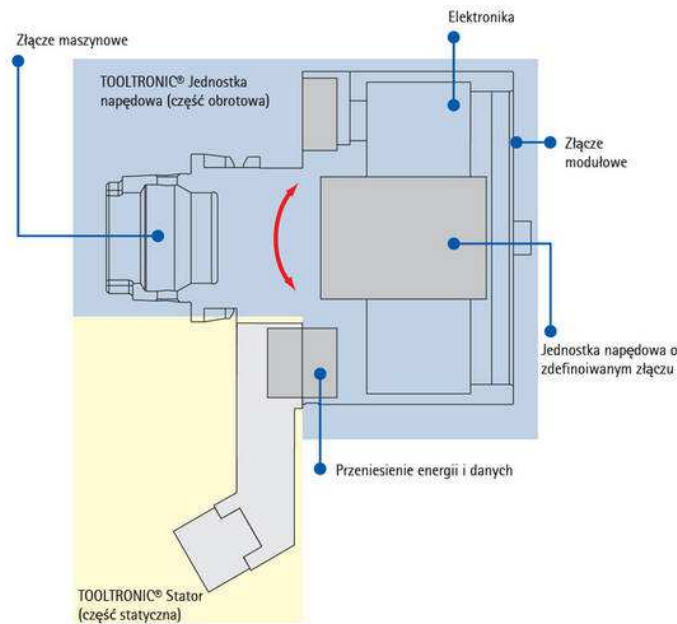 Elektronika
Złącze maszynowe
TOOLTRONIC® Jednostka
napędowa (część obrotowa)
Złącze
modułowe
Jednostka napędowa o
zdefinoiwanym złączu
Przeniesienie energii i danych
TOOLTRONIC® Stator
(część statyczna)